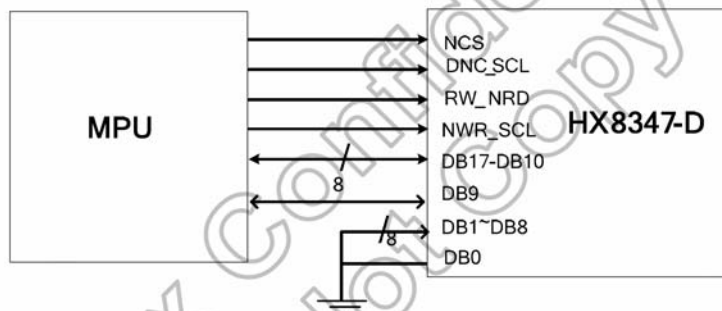 NCS
DNC_SCL
RW_NRD
NWR_SCL
MPU
HX8347-D
DB17-DB10
8
DB9
DB1~DB8
8
DB0